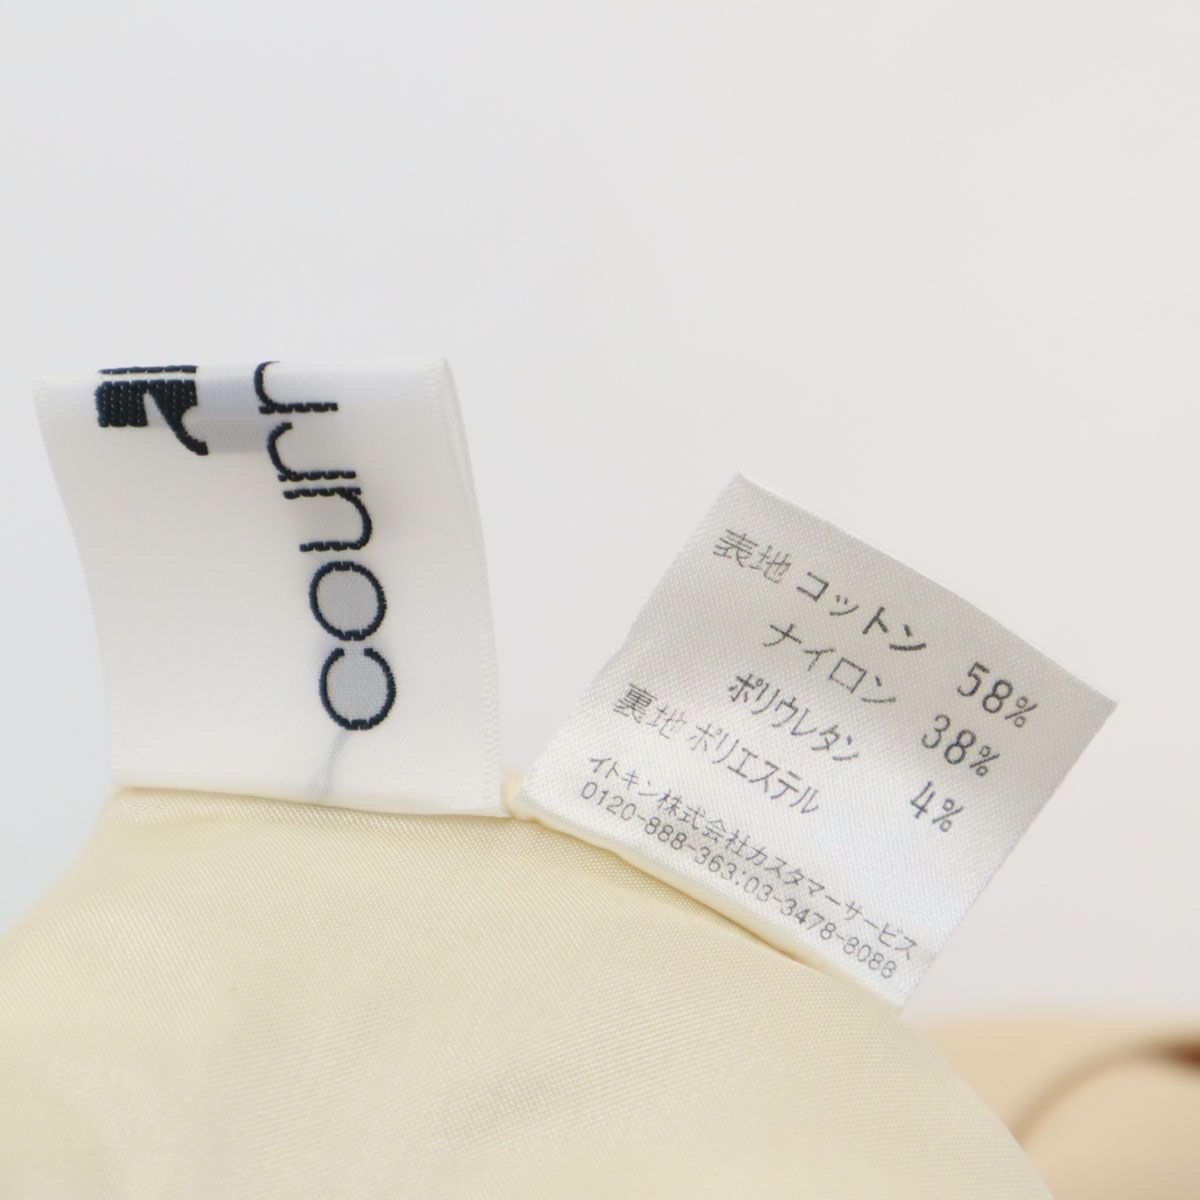 表地 コットン 58%
ナイロン 38%
ポリウレタン 4%
裏地 ポリエステル
イトキン株式会社カスタマーサービス
0120-888-363:03-3478-8088